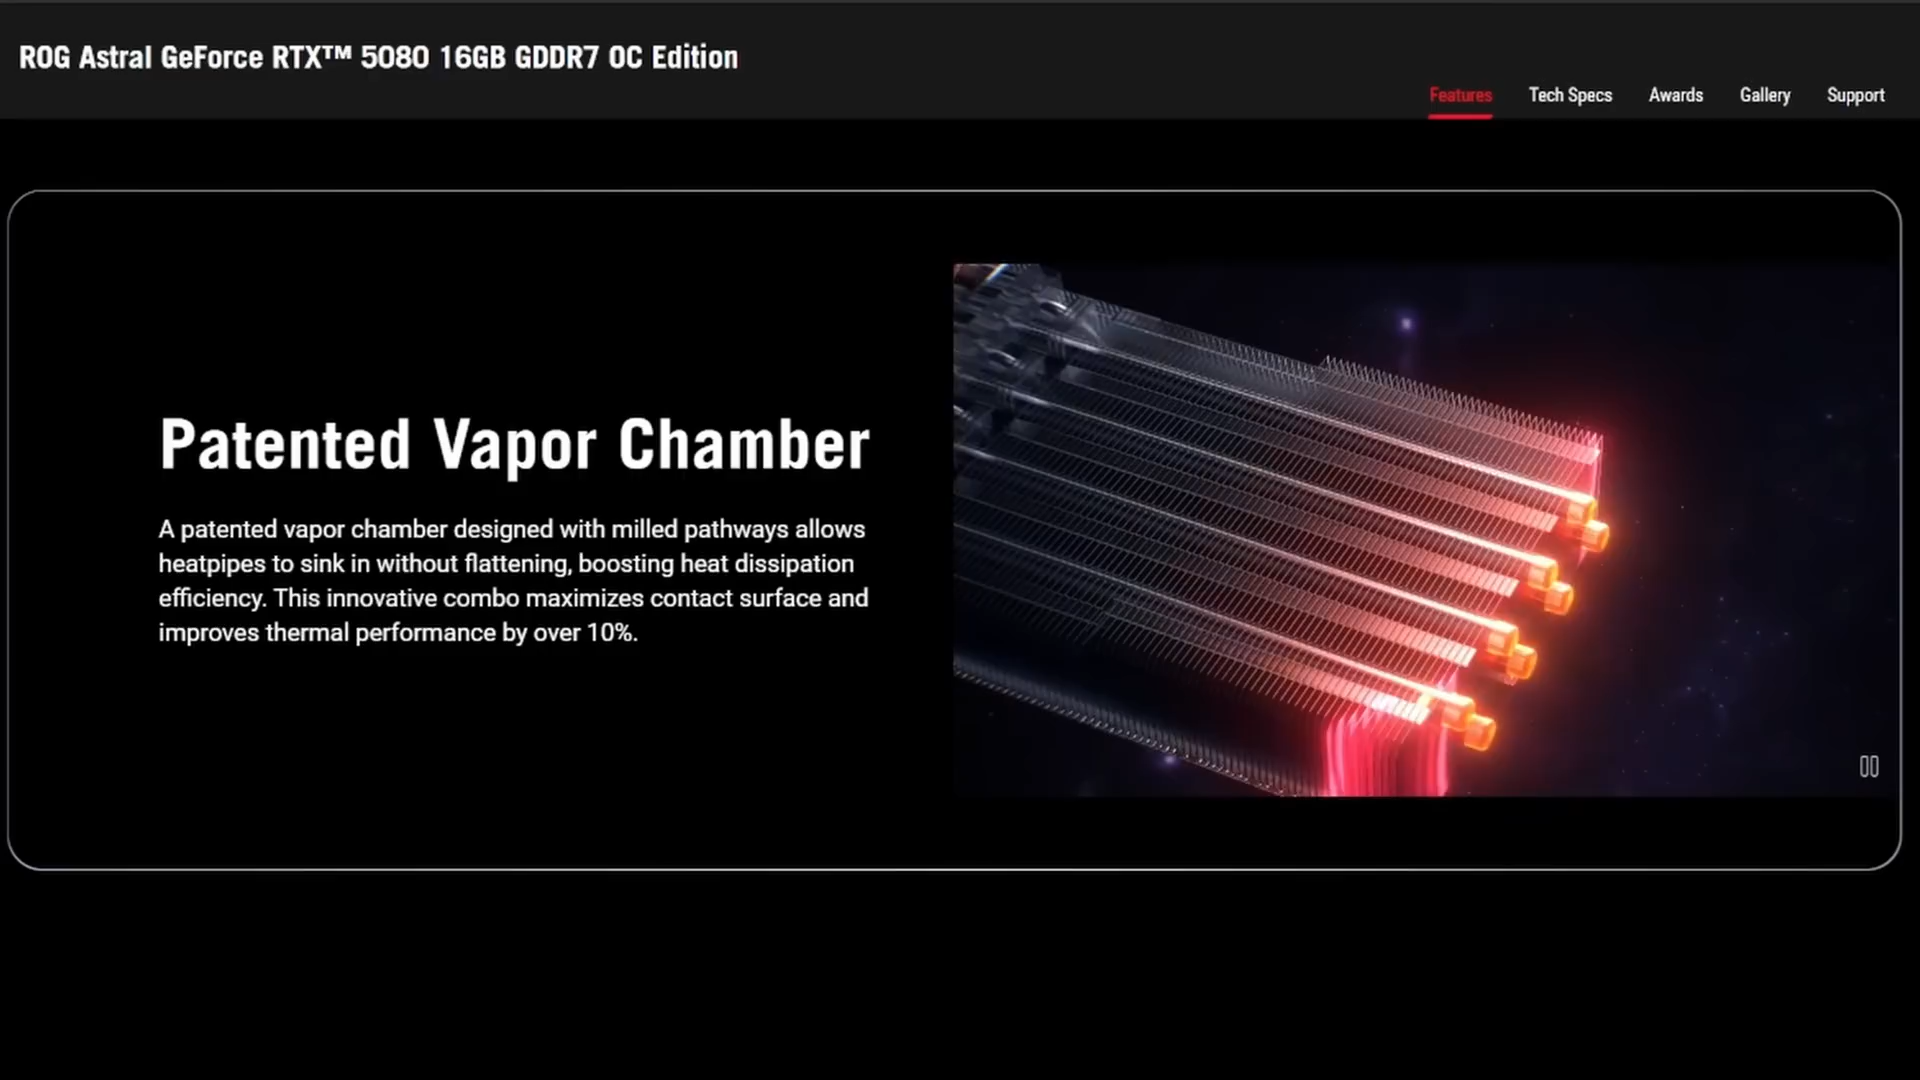 ROG Astral GeForce RTX™ 5080 16GB GDDR7 OC Edition
Features Tech Specs Awards Gallery Support
Patented Vapor Chamber
A patented vapor chamber designed with milled pathways allows
heatpipes to sink in without flattening, boosting heat dissipation
efficiency. This innovative combo maximizes contact surface and
improves thermal performance by over 10%.